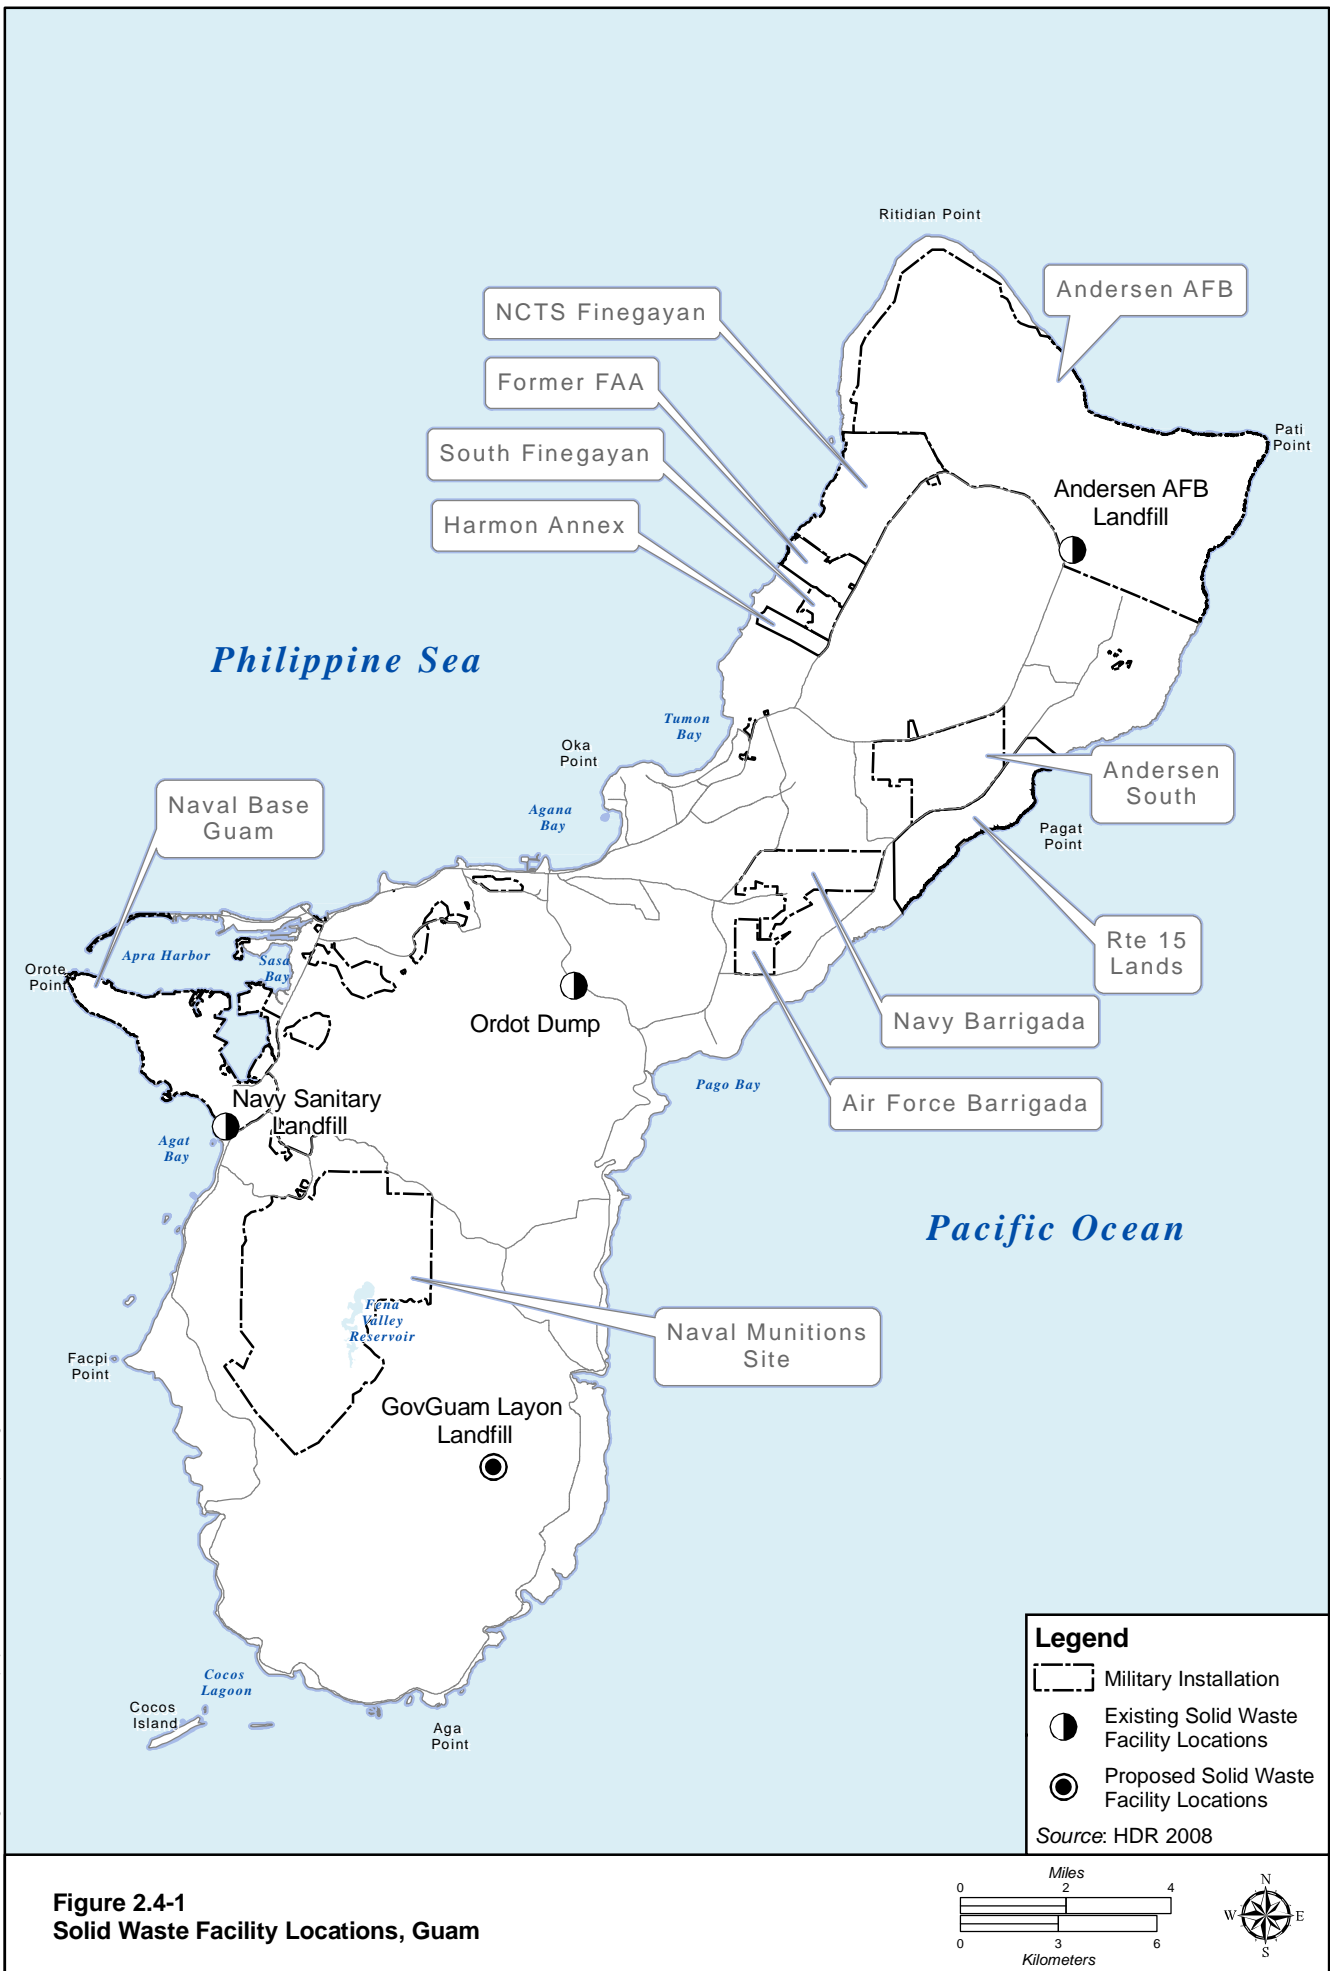 Ritidian Point
Andersen AFB
NCTS Finegayan
Former FAA
South Finegayan
Harmon Annex
Pati
Point
Andersen AFB
Landfill
Philippine Sea
Tumon
Bay
Oka
Point
Andersen
South
Naval Base
Guam
Agana
Bay
Pagat
Point
Rte 15
Lands
Apra Harbor
Sasa
Bay
Orote
Point
Ordot Dump
Navy Barrigada
Pago Bay
Air Force Barrigada
Navy Sanitary
Landfill
Agat
Bay
Pacific Ocean
Fena
Valley
Reservoir
Naval Munitions
Site
Facpi
Point
GovGuam Layon
Landfill
Cocos
Lagoon
Cocos
Island
Aga
Point
Legend
Military Installation
Existing Solid Waste
Facility Locations
Proposed Solid Waste
Facility Locations
Source: HDR 2008
Figure 2.4-1
Solid Waste Facility Locations, Guam
Miles
0 2 4
0 3 6
Kilometers
N
W E
S